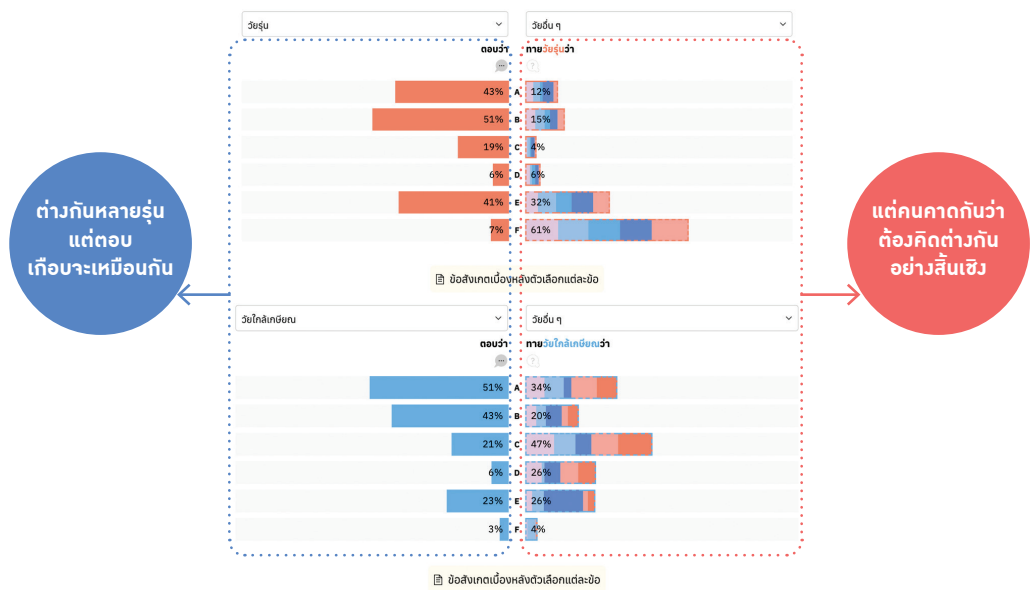 วัยรุ่น
วัยอื่น ๆ
ตอบว่า
ทายวัยรุ่นว่า
43% A 12%
51% B 15%
19% C 4%
6% D 6%
41% E 32%
7% F 61%
ต่างกันหลายรุ่น
แต่ตอบ
เกือบจะเหมือนกัน
แต่คนคาดกันว่า
ต้องคิดต่างกัน
อย่างสิ้นเชิง
ข้อสังเกตเบื้องหลังตัวเลือกแต่ละข้อ
วัยใกล้เกษียณ
วัยอื่น ๆ
ตอบว่า
ทายวัยใกล้เกษียณว่า
51% A 34%
43% B 20%
21% C 47%
6% D 26%
23% E 26%
3% F 4%
ข้อสังเกตเบื้องหลังตัวเลือกแต่ละข้อ